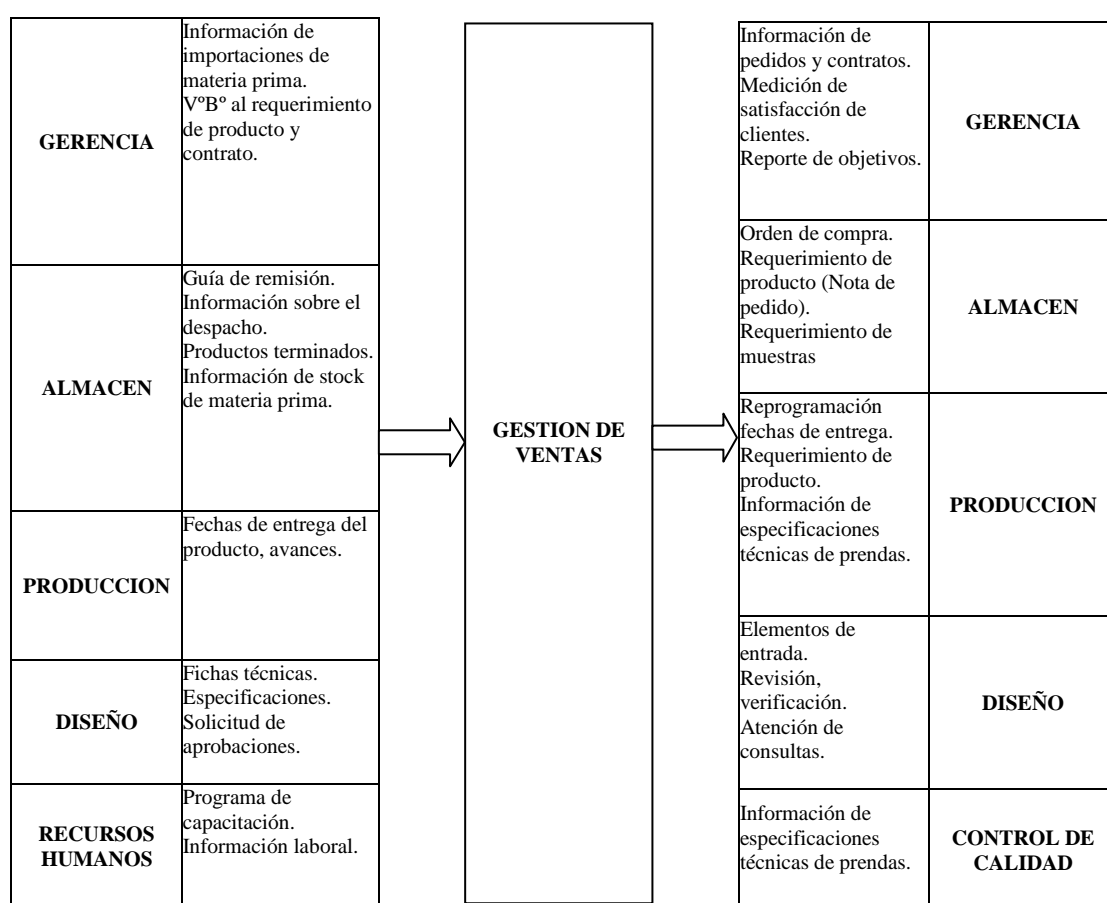 GERENCIA
Información de
importaciones de
materia prima.
VºBº al requerimiento
de producto y
contrato.
ALMACEN
Guía de remisión.
Información sobre el
despacho.
Productos terminados.
Información de stock
de materia prima.
PRODUCCION
Fechas de entrega del
producto, avances.
DISEÑO
Fichas técnicas.
Especificaciones.
Solicitud de
aprobaciones.
RECURSOS
HUMANOS
Programa de
capacitación.
Información laboral.
GESTION DE
VENTAS
Información de
pedidos y contratos.
Medición de
satisfacción de
clientes.
Reporte de objetivos.
GERENCIA
Orden de compra.
Requerimiento de
producto (Nota de
pedido).
Requerimiento de
muestras
ALMACEN
Reprogramación
fechas de entrega.
Requerimiento de
producto.
Información de
especificaciones
técnicas de prendas.
PRODUCCION
Elementos de
entrada.
Revisión,
verificación.
Atención de
consultas.
DISEÑO
Información de
especificaciones
técnicas de prendas.
CONTROL DE
CALIDAD